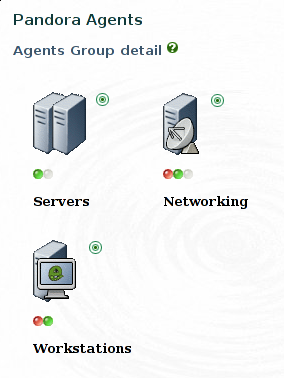 Pandora Agents
Agents Group detail ?
Servers
Networking
Workstations